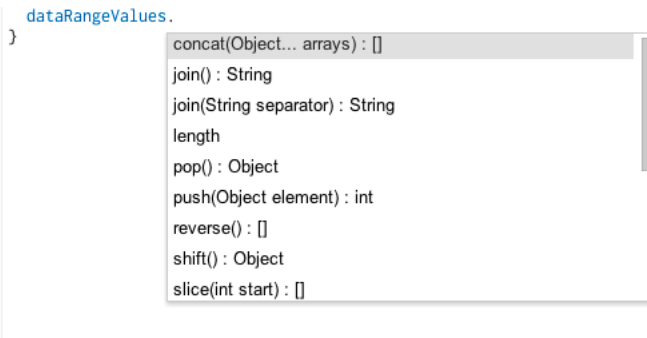 dataRangeValues.
}
concat(Object... arrays) : []
join() : String
join(String separator) : String
length
pop() : Object
push(Object element) : int
reverse() : []
shift() : Object
slice(int start) : []